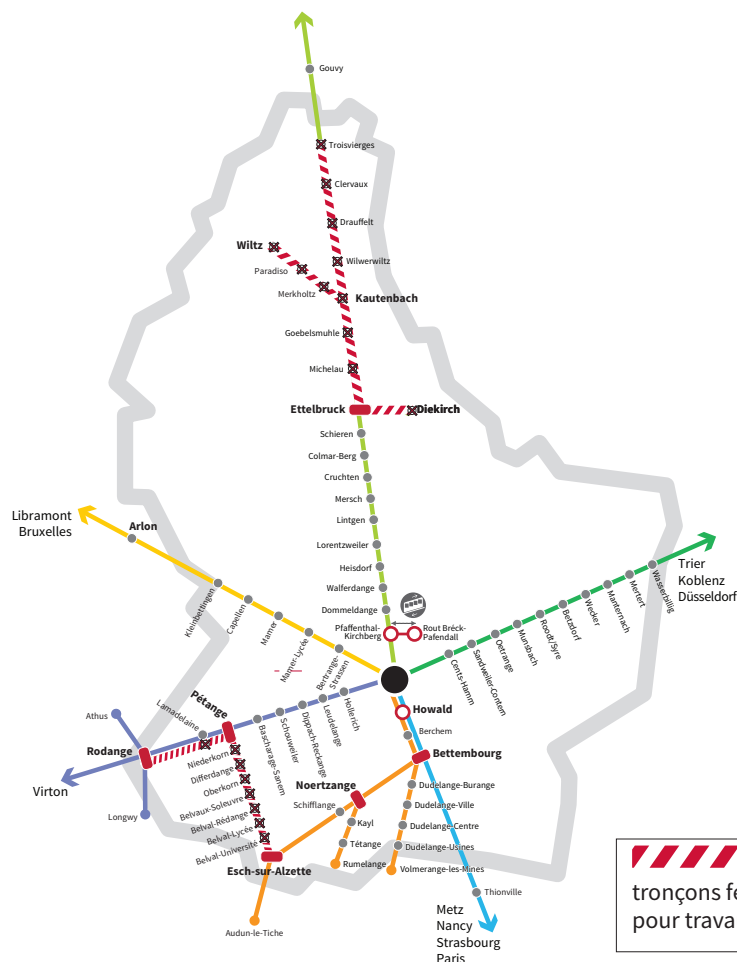 Gouvy
Troisvierges
Clervaux
Drauffelt
Wiltz
Wilwerwiltz
Paradiso
Merkholtz
Kautenbach
Goebelsmuhle
Michelau
Ettelbruck
Diekirch
Schieren
Colmar-Berg
Cruchten
Mersch
Lintgen
Lorentzweiler
Heisdorf
Walferdange
Dommeldange
Pfaffenthal-
Kirchberg
Rout Bréck-
Pafendall
Libramont
Bruxelles
Arlon
Kleinbettingen
Capellen
Mamer
Mamer-Lycée
Bertrange-
Strassen
Trier
Koblenz
Düsseldorf
Wasserbillig
Mertert
Manternach
Wecker
Betzdorf
Roodt/Syre
Munsbach
Oetrange
Sandweiler-Contern
Cents-Hamm
Hollerich
Leudelange
Dippach-Reckange
Schouweiler
Bascharage-Sanem
Pétange
Lamadelaine
Athus
Rodange
Virton
Longwy
Niederkorn
Differdange
Oberkorn
Belvaux-Soleuvre
Belval-Rédange
Belval-Lycée
Belval-Université
Esch-sur-Alzette
Audun-le-Tiche
Howald
Berchem
Bettembourg
Noertzange
Schifflange
Kayl
Tétange
Rumelange
Dudelange-Burange
Dudelange-Ville
Dudelange-Centre
Dudelange-Usines
Volmerange-les-Mines
Thionville
Metz
Nancy
Strasbourg
Paris
tronçons fe
pour trava